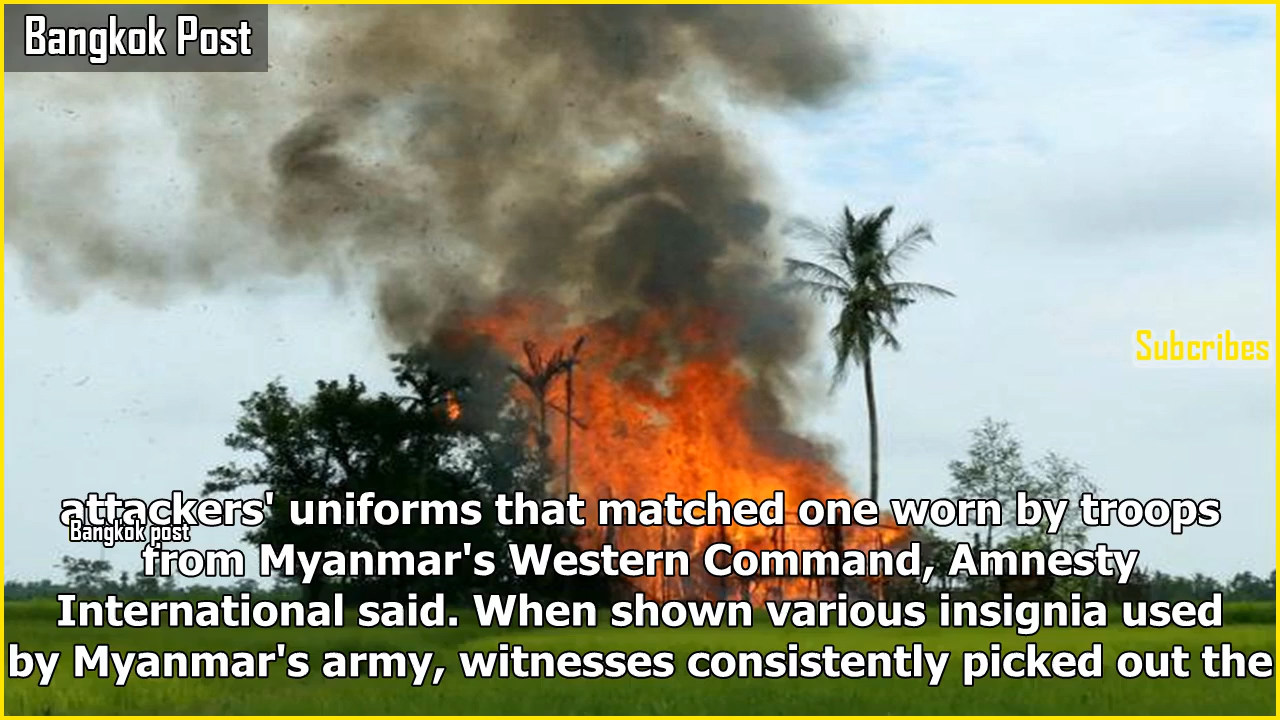 Bangkok Post
Subcribes
attackers' uniforms that matched one worn by troops
Bangkok post
from Myanmar's Western Command, Amnesty
International said. When shown various insignia used
by Myanmar's army, witnesses consistently picked out the